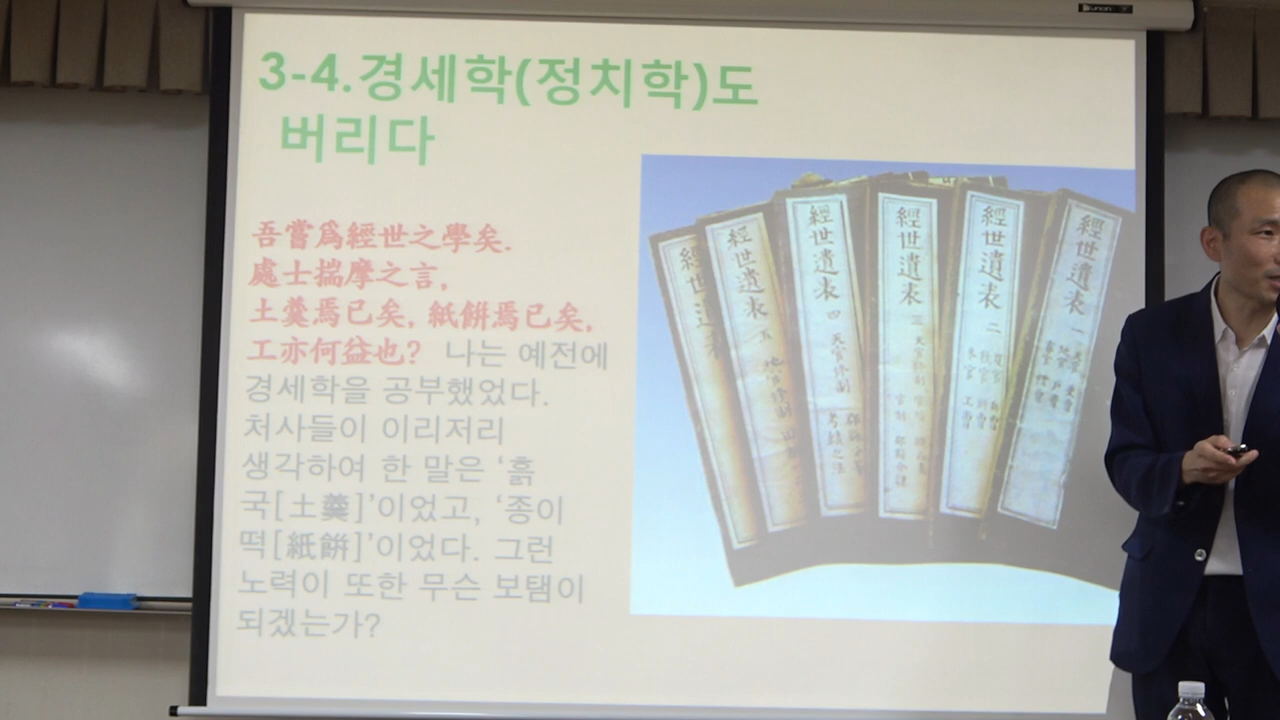 3-4.경세학(정치학)도
버리다
吾嘗爲經世之學矣.
處士揣摩之言,
土羹焉已矣, 紙餠焉已矣,
工亦何益也? 나는 예전에
경세학을 공부했었다.
처사들이 이리저리
생각하여 한 말은 ‘흙
국[土羹]’이었고, ‘종이
떡[紙餠]’이었다. 그런
노력이 또한 무슨 보탬이
되겠는가?
經世遺表 一
經世遺表 二
經世遺表 三
經世遺表 四
經世遺表 五
經世遺表